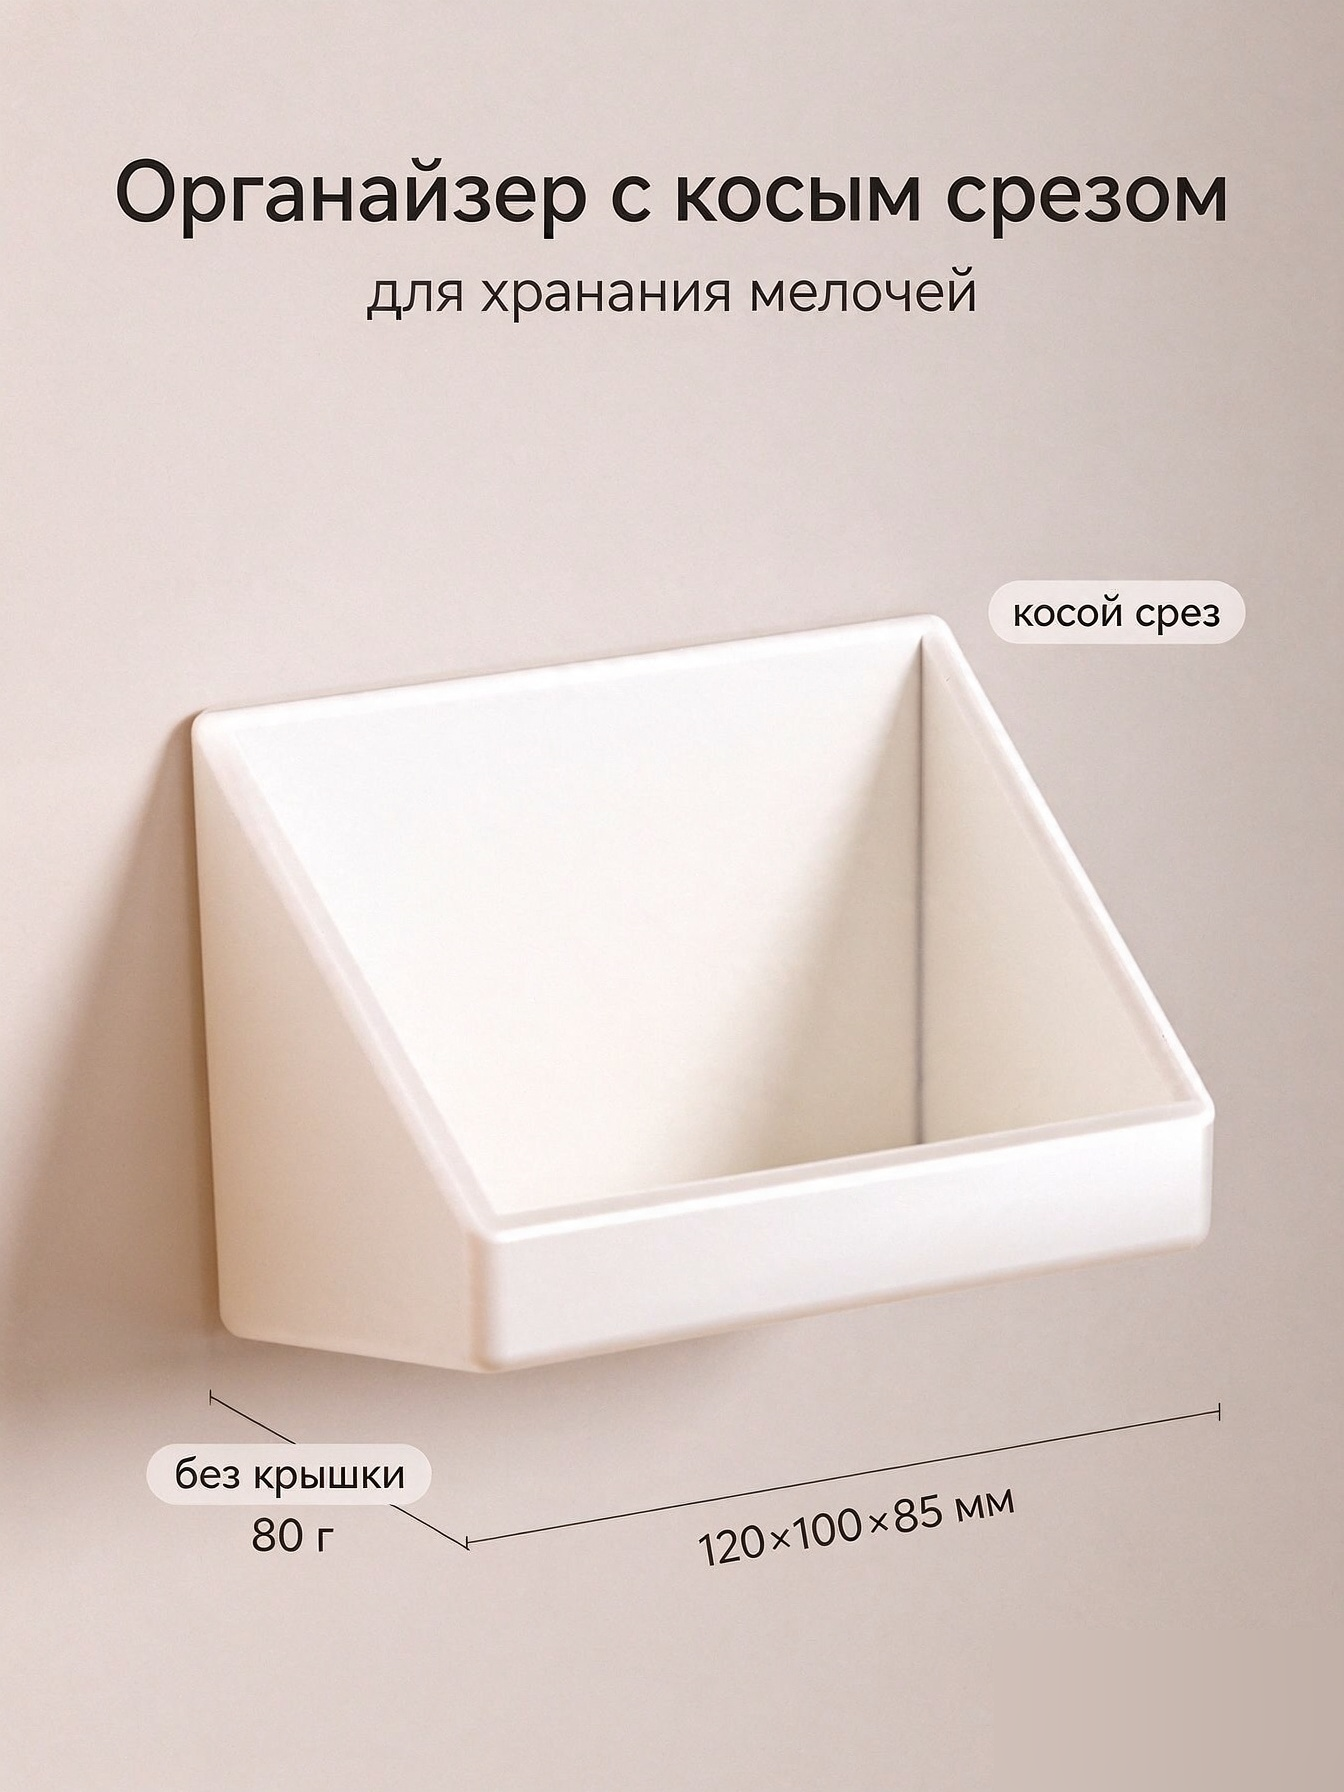 Органайзер с косым срезом
для хранания мелочей
косой срез
без крышки
80 г
120×100×85 мм